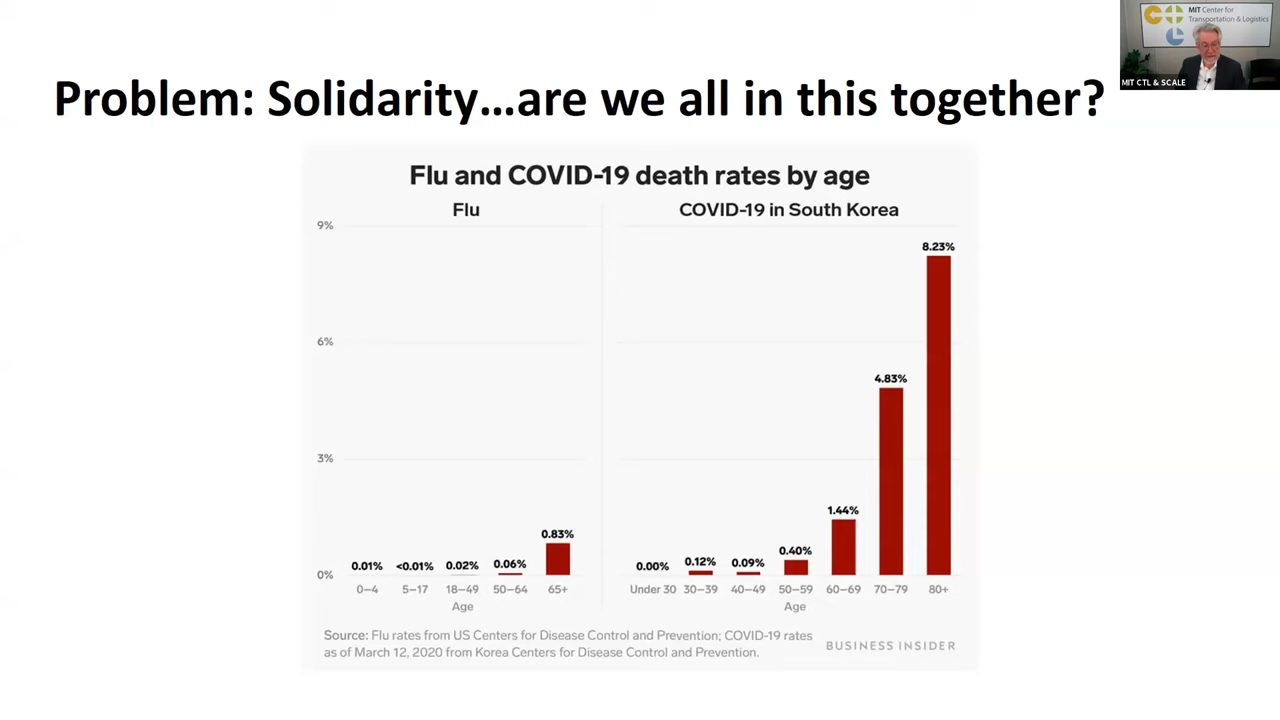 MIT Center for
Transportation & Logistics
MIT CTL & SCALE
Problem: Solidarity...are we all in this together?
Flu and COVID-19 death rates by age
Flu
COVID-19 in South Korea
9%
6%
3%
0%
0.01%
<0.01%
0.02%
0.06%
0.83%
0–4
5–17
18–49
50–64
65+
Age
8.23%
4.83%
1.44%
0.40%
0.09%
0.12%
0.00%
Under 30
30–39
40–49
50–59
60–69
70–79
80+
Age
Source: Flu rates from US Centers for Disease Control and Prevention; COVID-19 rates
as of March 12, 2020 from Korea Centers for Disease Control and Prevention.
BUSINESS INSIDER